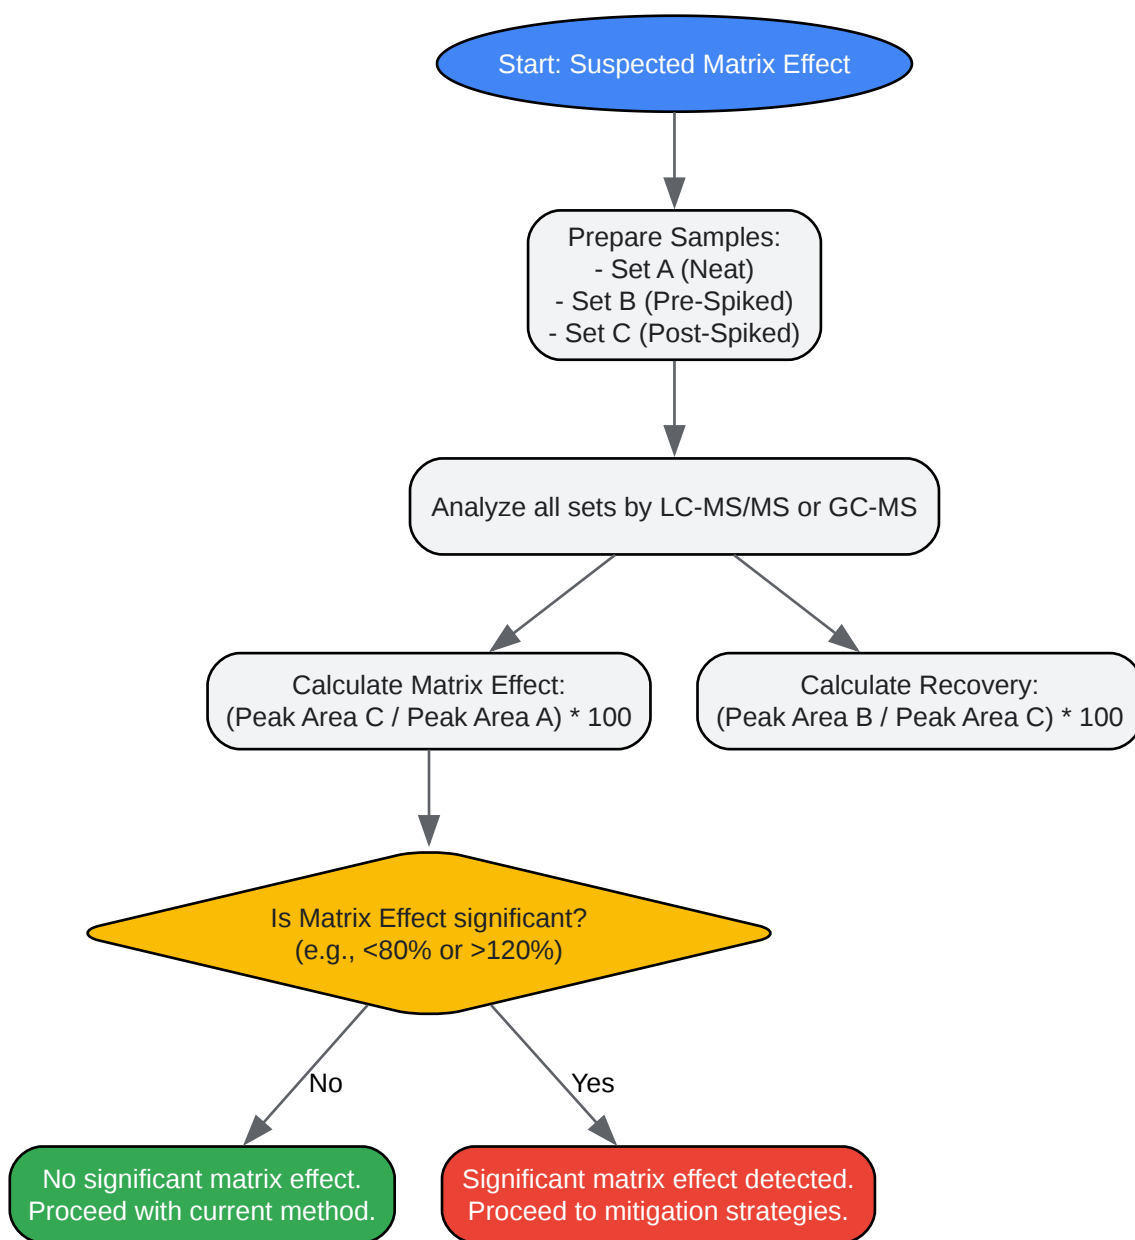 Start: Suspected Matrix Effect
Prepare Samples:
- Set A (Neat)
- Set B (Pre-Spiked)
- Set C (Post-Spiked)
Analyze all sets by LC-MS/MS or GC-MS
Calculate Matrix Effect:
(Peak Area C / Peak Area A) * 100
Calculate Recovery:
(Peak Area B / Peak Area C) * 100
Is Matrix Effect significant?
(e.g., <80% or >120%)
No
Yes
No significant matrix effect.
Proceed with current method.
Significant matrix effect detected.
Proceed to mitigation strategies.